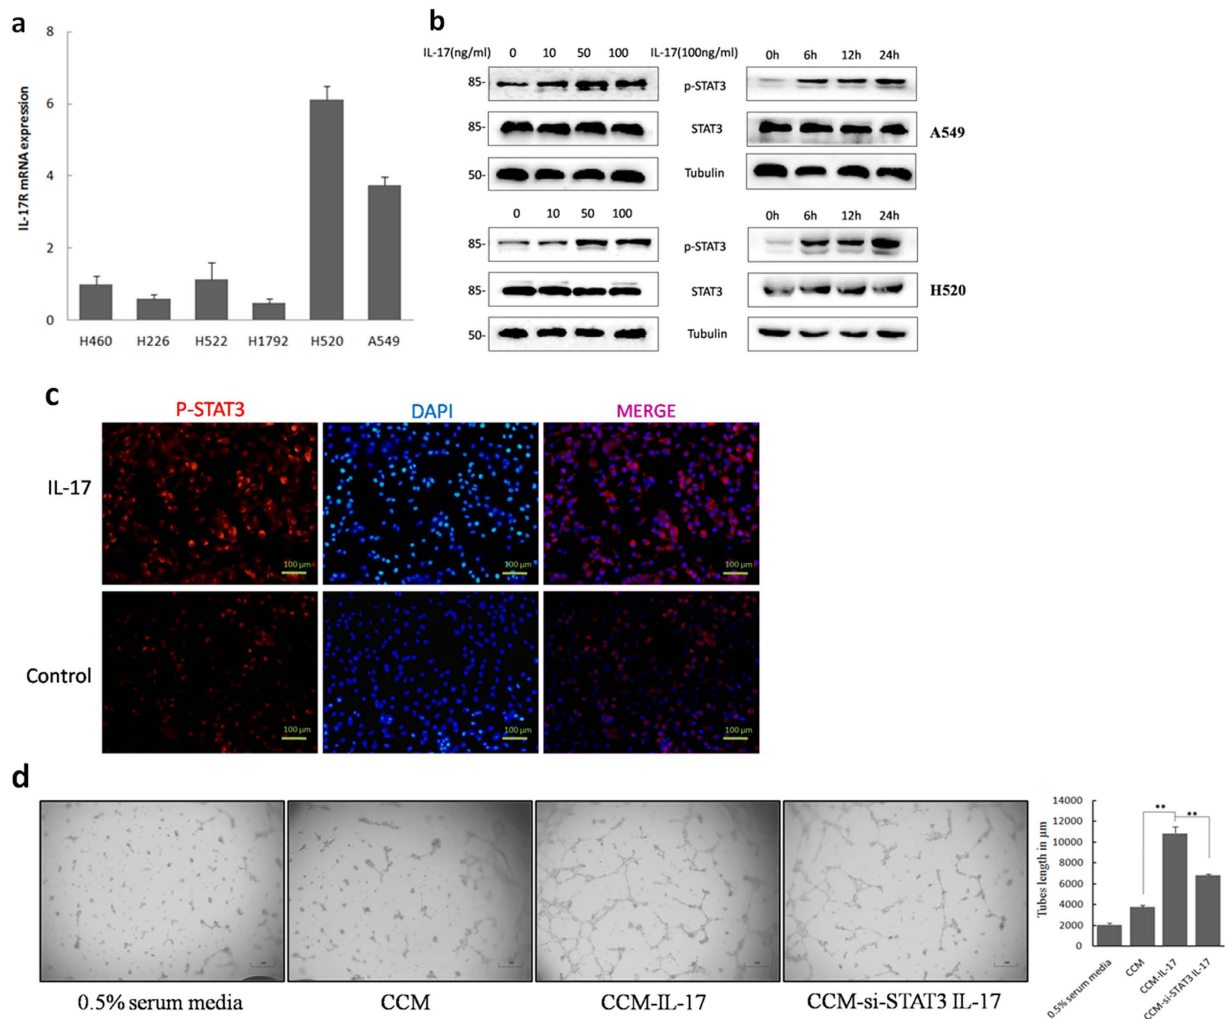 a
IL-17R mRNA expression
8
6
4
2
0
H460 H226 H522 H1792 H520 A549
b
IL-17(ng/ml) 0 10 50 100 IL-17(100ng/ml) 0h 6h 12h 24h
85- p-STAT3
85- STAT3 A549
50- Tubulin
0 10 50 100 0h 6h 12h 24h
85- p-STAT3
85- STAT3 H520
50- Tubulin
c
P-STAT3 DAPI MERGE
IL-17
100 µm 100 µm 100 µm
Control
100 µm 100 µm 100 µm
d
0.5% serum media CCM CCM-IL-17 CCM-si-STAT3 IL-17
Tubes length in µm
14000
12000
10000
8000
6000
4000
2000
0
** **
0.5% serum media
CCM
CCM-IL-17
CCM-si-STAT3 IL-17